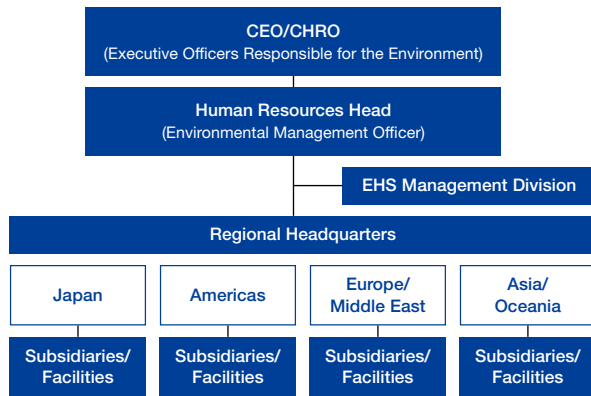 CEO/CHRO
(Executive Officers Responsible for the Environment)
Human Resources Head
(Environmental Management Officer)
EHS Management Division
Regional Headquarters
Japan
Americas
Europe/
Middle East
Asia/
Oceania
Subsidiaries/
Facilities
Subsidiaries/
Facilities
Subsidiaries/
Facilities
Subsidiaries/
Facilities